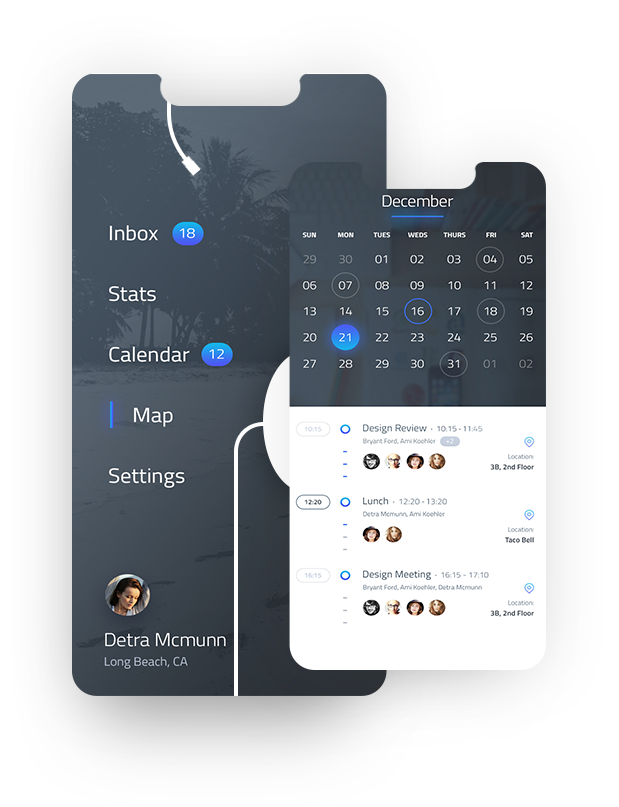 Inbox 18
Stats
Calendar 12
Map
Settings
Detra Mcmunn
Long Beach, CA
December
SUN MON TUES WEDS THURS FRI SAT
29 30 01 02 03 04 05
06 07 08 09 10 11 12
13 14 15 16 17 18 19
20 21 22 23 24 25 26
27 28 29 30 31 01 02
10:15 Design Review - 10:15 - 11:45
Bryant Ford, Ami Koehler +2
Location:
3B, 2nd Floor
12:20 Lunch - 12:20 - 13:20
Detra Mcmunn, Ami Koehler
Location:
Taco Bell
16:15 Design Meeting - 16:15 - 17:10
Bryant Ford, Ami Koehler, Detra Mcmunn
Location:
3B, 2nd Floor